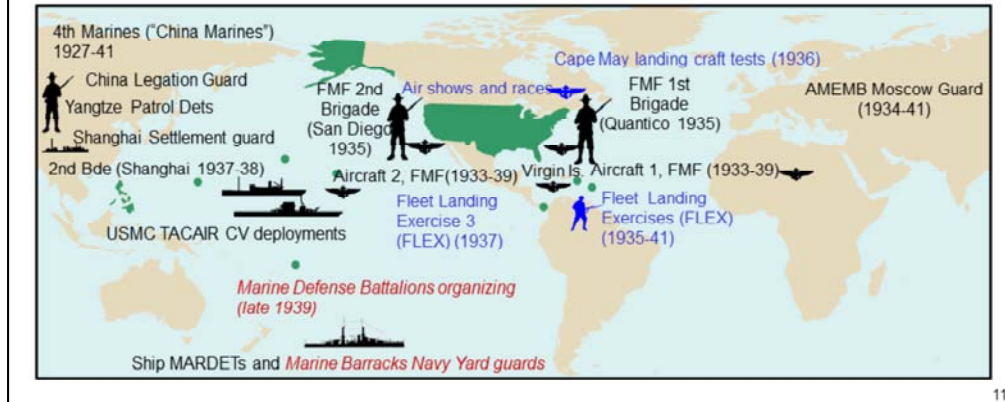 4th Marines ("China Marines")
1927-41
China Legation Guard
Yangtze Patrol Dets
Shanghai Settlement guard
2nd Bde (Shanghai 1937-38)
USMC TACAIR CV deployments
FMF 2nd
Brigade
(San Diego
1935)
Air shows and races
Aircraft 2, FMF(1933-39)
Fleet Landing
Exercise 3
(FLEX) (1937)
Cape May landing craft tests (1936)
FMF 1st
Brigade
(Quantico 1935)
AMEMB Moscow Guard
(1934-41)
Virgin Is.
Aircraft 1, FMF (1933-39)
Fleet Landing
Exercises (FLEX)
(1935-41)
Marine Defense Battalions organizing
(late 1939)
Ship MARDETs and Marine Barracks Navy Yard guards
11